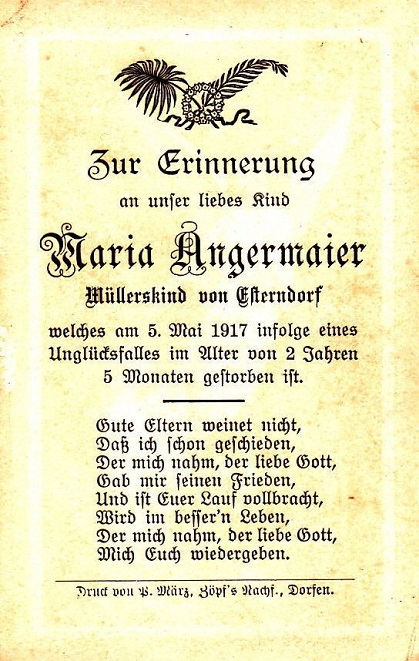 Zur Erinnerung
an unser liebes Kind
Maria Angermaier
Müllerskind von Esterndorf
welches am 5. Mai 1917 infolge eines
Unglücksfalles im Alter von 2 Jahren
5 Monaten gestorben ist.
Gute Eltern weinet nicht,
Daß ich schon geschieden,
Der mich nahm, der liebe Gott,
Gab mir seinen Frieden,
Und ist Euer Lauf vollbracht,
Wird im besser'n Leben,
Der mich nahm, der liebe Gott,
Mich Euch wiedergeben.
Druck von P. März, Zöpf's Nachf., Dorfen.